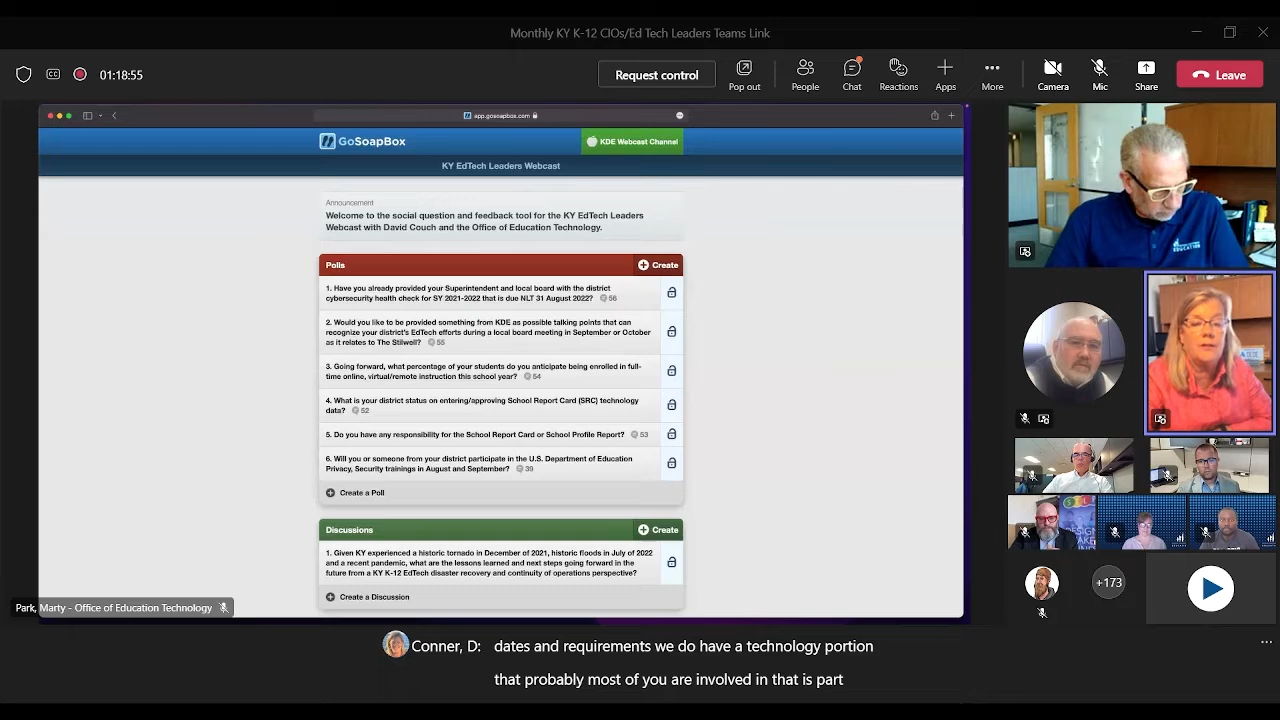 Monthly KY K-12 CIOs/Ed Tech Leaders Teams Link
CC
01:18:55
Request control
Pop out
People
Chat
Reactions
Apps
More
Camera
Mic
Share
Leave
app.gosoapbox.com
GoSoapBox
KDE Webcast Channel
KY EdTech Leaders Webcast
Announcement
Welcome to the social question and feedback tool for the KY EdTech Leaders
Webcast with David Couch and the Office of Education Technology.
Polls
Create
1. Have you already provided your Superintendent and local board with the district
cybersecurity health check for SY 2021-2022 that is due NLT 31 August 2022? 56
2. Would you like to be provided something from KDE as possible talking points that can
recognize your district's EdTech efforts during a local board meeting in September or October
as it relates to The Stilwell? 55
3. Going forward, what percentage of your students do you anticipate being enrolled in full-
time online, virtual/remote instruction this school year? 54
4. What is your district status on entering/approving School Report Card (SRC) technology
data? 52
5. Do you have any responsibility for the School Report Card or School Profile Report? 53
6. Will you or someone from your district participate in the U.S. Department of Education
Privacy, Security trainings in August and September? 39
Create a Poll
Discussions
Create
1. Given KY experienced a historic tornado in December of 2021, historic floods in July of 2022
and a recent pandemic, what are the lessons learned and next steps going forward in the
future from a KY K-12 EdTech disaster recovery and continuity of operations perspective?
Create a Discussion
Park, Marty - Office of Education Technology
EDUCATION
+173
Conner, D: dates and requirements we do have a technology portion
that probably most of you are involved in that is part